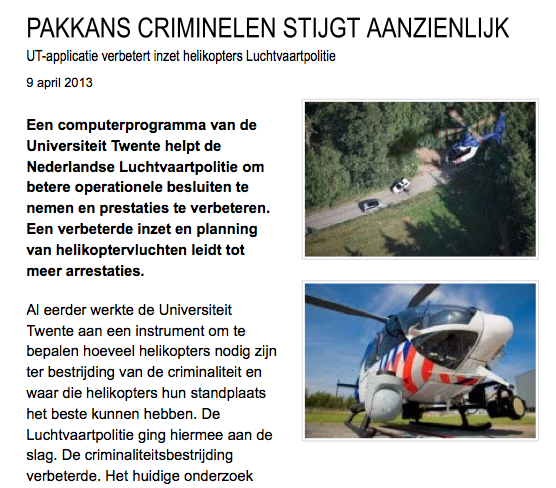 PAKKANS CRIMINELEN STIJGT AANZIENLIJK
UT-applicatie verbetert inzet helikopters Luchtvaartpolitie
9 april 2013
Een computerprogramma van de
Universiteit Twente helpt de
Nederlandse Luchtvaartpolitie om
betere operationele besluiten te
nemen en prestaties te verbeteren.
Een verbeterde inzet en planning
van helikoptervluchten leidt tot
meer arrestaties.
Al eerder werkte de Universiteit
Twente aan een instrument om te
bepalen hoeveel helikopters nodig zijn
ter bestrijding van de criminaliteit en
waar die helikopters hun standplaats
het beste kunnen hebben. De
Luchtvaartpolitie ging hiermee aan de
slag. De criminaliteitsbestrijding
verbeterde. Het huidige onderzoek